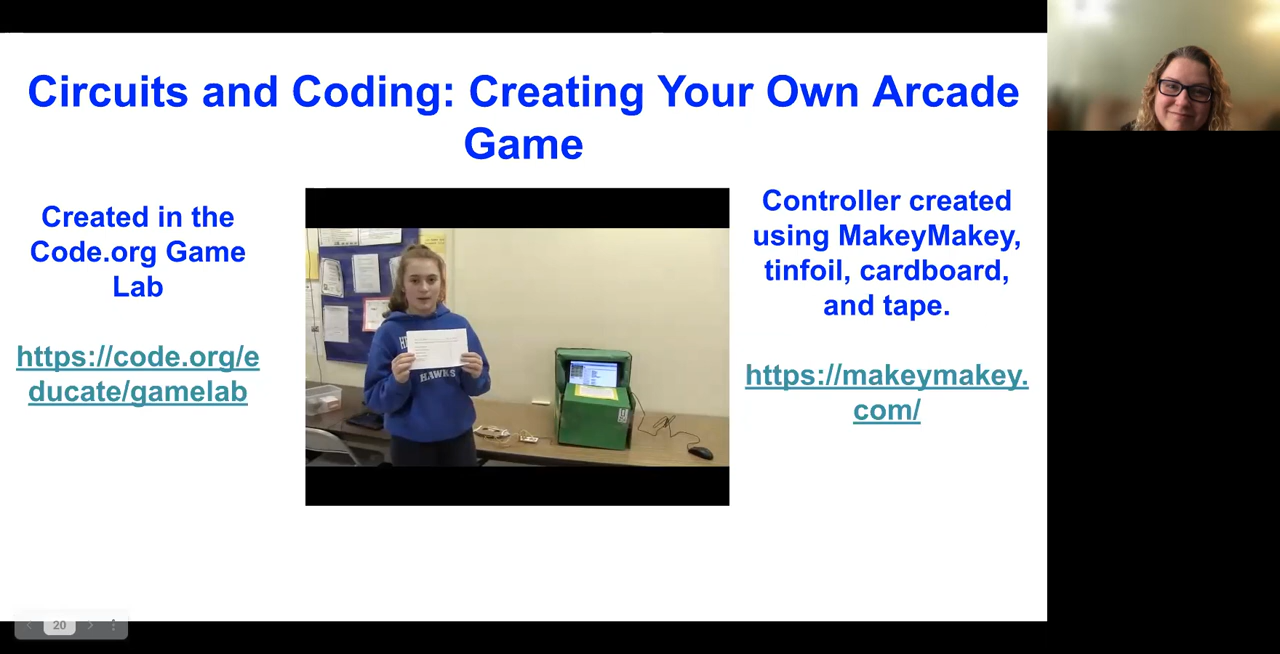 Circuits and Coding: Creating Your Own Arcade
Game
Created in the
Code.org Game
Lab
https://code.org/e
ducate/gamelab
HAWKS
Controller created
using MakeyMakey,
tinfoil, cardboard,
and tape.
https://makeymakey.
com/
20